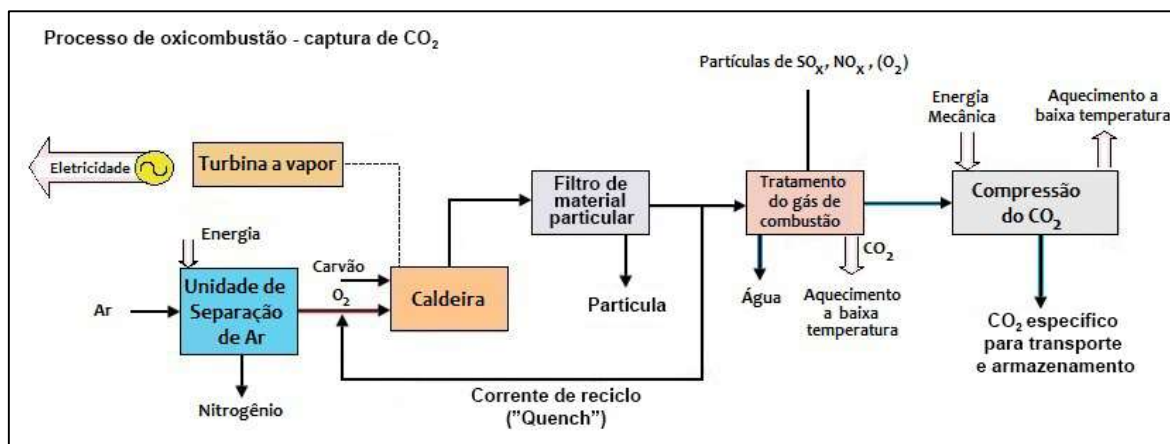 Processo de oxicombustão - captura de CO₂
Partículas de SOX, NOX , (O₂)
Energia
Mecânica
Aquecimento a
baixa temperatura
Eletricidade
Turbina a vapor
Filtro de
material
particular
Tratamento
do gás de
combustão
Compressão
do CO₂
Energia
Carvão
O₂
Caldeira
Ar
Unidade de
Separação
de Ar
Partícula
Água
CO₂
Aquecimento
a baixa
temperatura
CO₂ específico
para transporte
e armazenamento
Nitrogênio
Corrente de reciclo
("Quench")